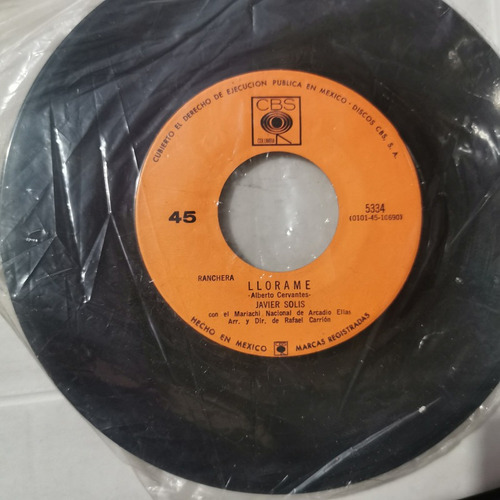 CUBIERTO EL DERECHO DE EJECUCION PUBLICA EN MEXICO - DISCOS CBS, S. A.
CBS
COLUMBIA
45
5334
(0101-45-10690)
RANCHERA
LLORAME
-Alberto Cervantes-
JAVIER SOLIS
con el Mariachi Nacional de Arcadio Elías
Arr. y Dir. de Rafael Carrión
HECHO EN MEXICO MARCAS REGISTRADAS